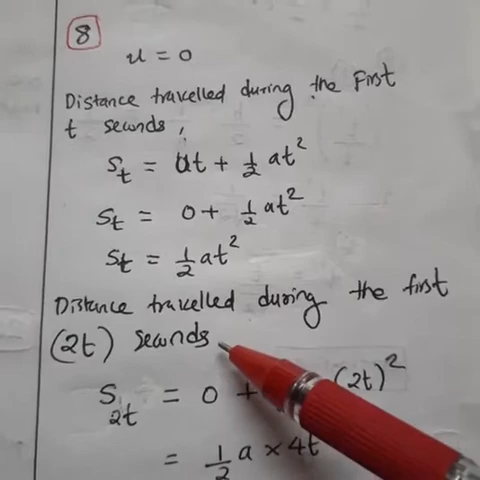 8
u = 0
Distance travelled during the First
t seconds,
St = ut + 1/2 at²
St = 0 + 1/2 at²
St = 1/2 at²
Distance travelled during the first
(2t) seconds
S2t = 0 + (2t)²
= 1/2 a × 4t